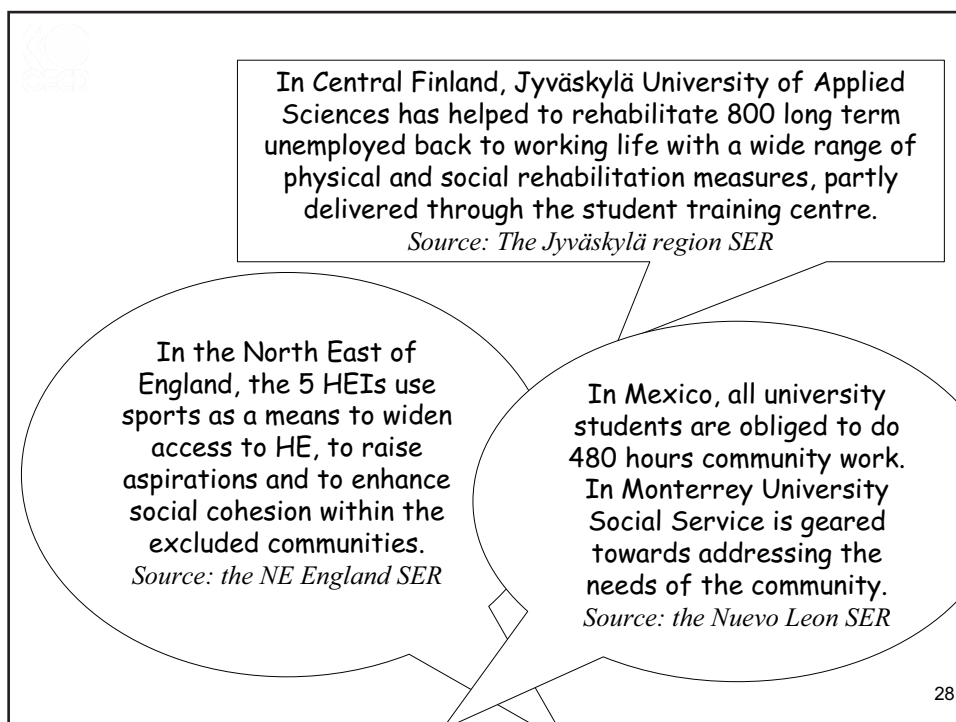 In Central Finland, Jyväskylä University of Applied
Sciences has helped to rehabilitate 800 long term
unemployed back to working life with a wide range of
physical and social rehabilitation measures, partly
delivered through the student training centre.
Source: The Jyväskylä region SER
In the North East of
England, the 5 HEIs use
sports as a means to widen
access to HE, to raise
aspirations and to enhance
social cohesion within the
excluded communities.
Source: the NE England SER
In Mexico, all university
students are obliged to do
480 hours community work.
In Monterrey University
Social Service is geared
towards addressing the
needs of the community.
Source: the Nuevo Leon SER
28